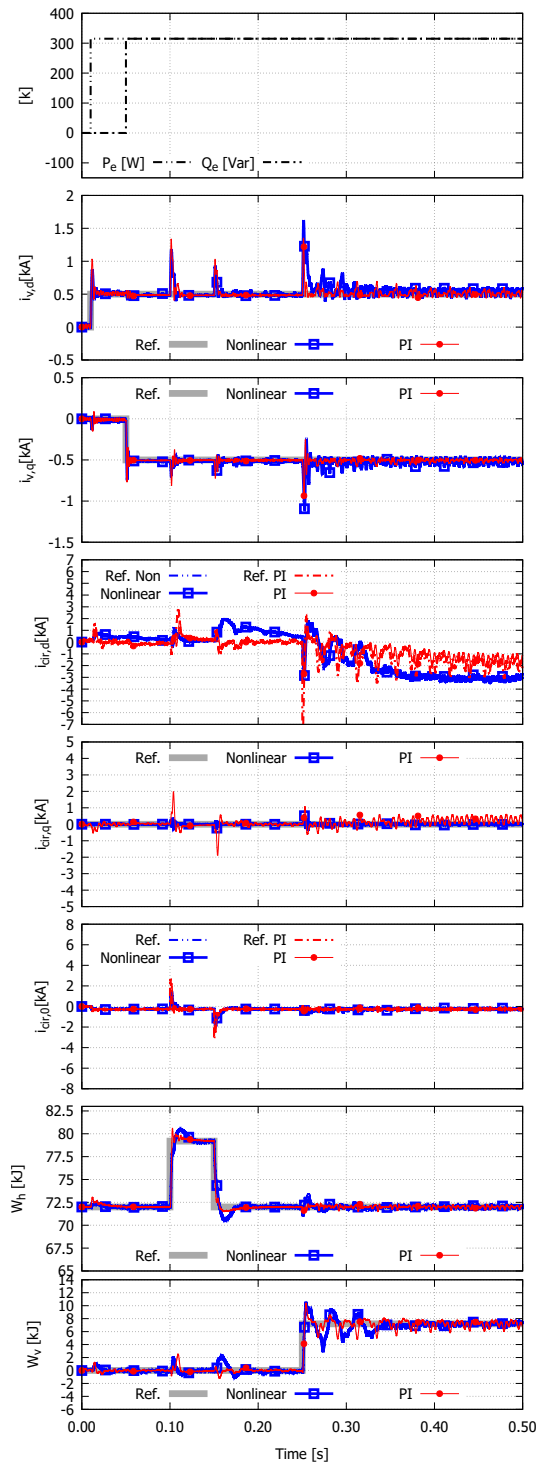 400
300
200
100
0
-100
[k]
P_e [W]
Q_e [Var]
2
1.5
1
0.5
0
-0.5
i_v,d[kA]
Ref.
Nonlinear
PI
0.5
0
-0.5
-1
-1.5
i_v,q[kA]
Ref.
Nonlinear
PI
7
6
5
4
3
2
1
0
-1
-2
-3
-4
-5
-6
-7
i_cir,d[kA]
Ref. Non
Ref. PI
Nonlinear
PI
5
4
3
2
1
0
-1
-2
-3
-4
-5
i_cir,q[kA]
Ref.
Nonlinear
PI
8
6
4
2
0
-2
-4
-6
-8
i_cir,0[kA]
Ref.
Ref. PI
Nonlinear
PI
82.5
80
77.5
75
72.5
70
67.5
65
W_h [kJ]
Ref.
Nonlinear
PI
14
12
10
8
6
4
2
0
-2
-4
-6
W_v [kJ]
Ref.
Nonlinear
PI
0.00
0.10
0.20
0.30
0.40
0.50
Time [s]